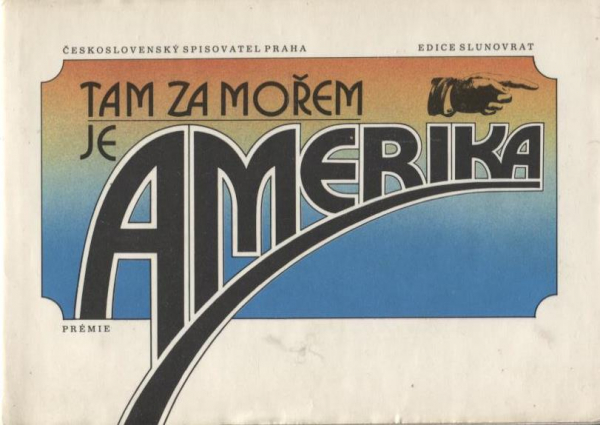 ČESKOSLOVENSKÝ SPISOVATEL PRAHA
EDICE SLUNOVRAT
TAM ZA MOŘEM
JE
AMERIKA
PRÉMIE